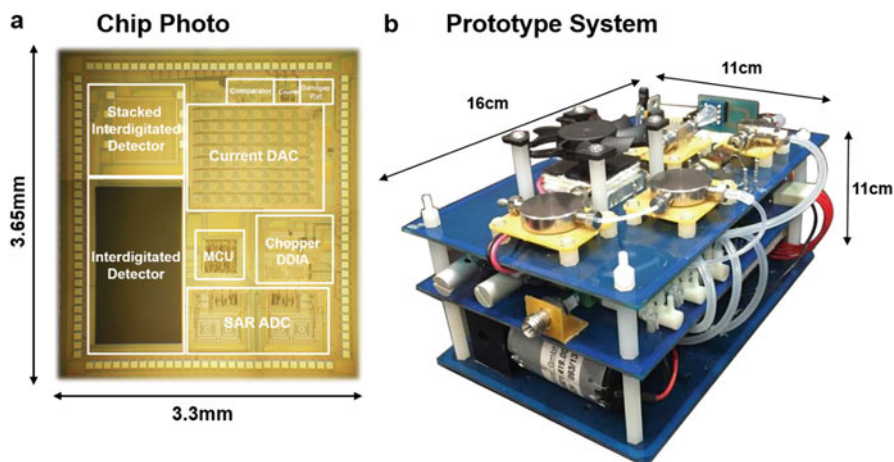 a Chip Photo
3.65mm
3.3mm
Stacked
Interdigitated
Detector
Comparator
Bandgap
Ref
Current DAC
Interdigitated
Detector
MCU
Chopper
DDIA
SAR ADC
b Prototype System
16cm
11cm
11cm